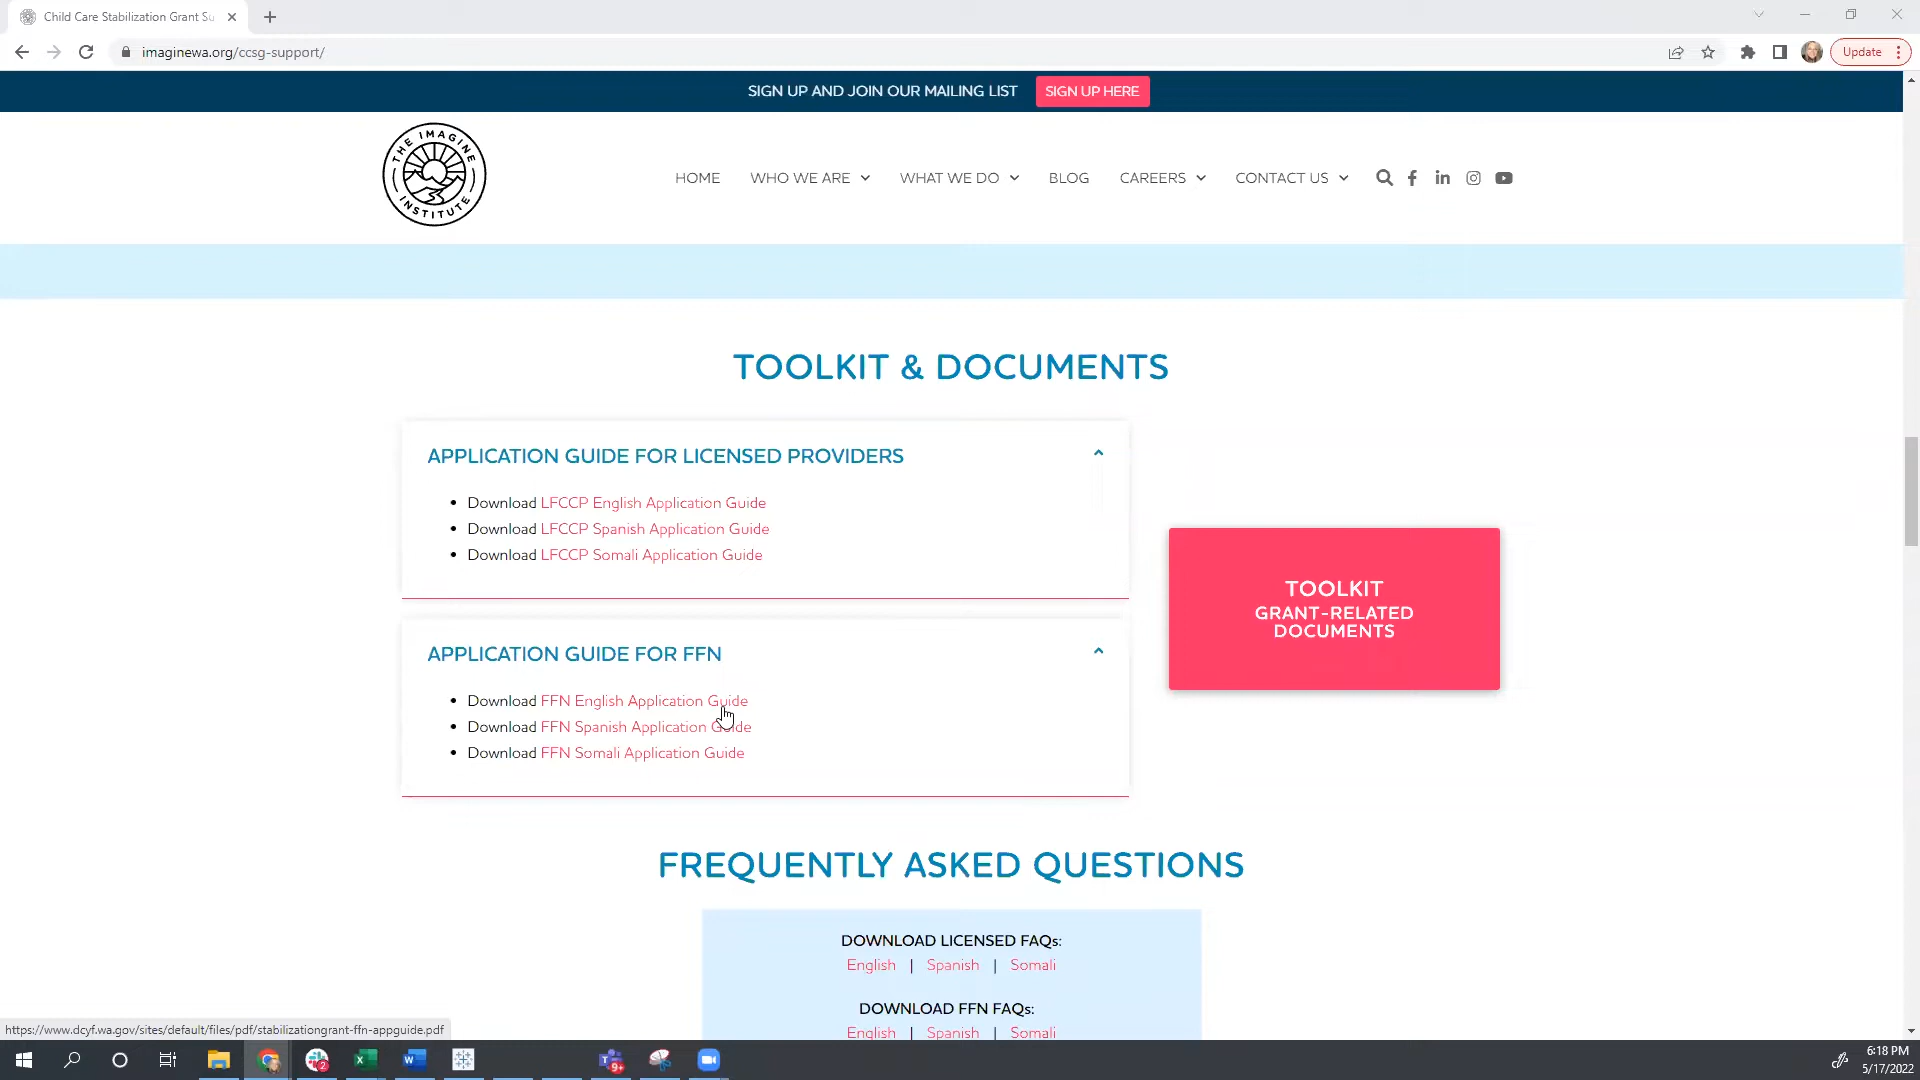 Child Care Stabilization Grant Su
imaginewa.org/ccsg-support/
Update
SIGN UP AND JOIN OUR MAILING LIST
SIGN UP HERE
THE IMAGINE INSTITUTE
HOME
WHO WE ARE
WHAT WE DO
BLOG
CAREERS
CONTACT US
TOOLKIT & DOCUMENTS
APPLICATION GUIDE FOR LICENSED PROVIDERS
• Download LFCCP English Application Guide
• Download LFCCP Spanish Application Guide
• Download LFCCP Somali Application Guide
TOOLKIT
GRANT-RELATED
DOCUMENTS
APPLICATION GUIDE FOR FFN
• Download FFN English Application Guide
• Download FFN Spanish Application Guide
• Download FFN Somali Application Guide
FREQUENTLY ASKED QUESTIONS
DOWNLOAD LICENSED FAQs:
English | Spanish | Somali
DOWNLOAD FFN FAQs:
English | Spanish | Somali
https://www.dcyf.wa.gov/sites/default/files/pdf/stabilizationgrant-ffn-appguide.pdf
2
9+
6:18 PM
5/17/2022